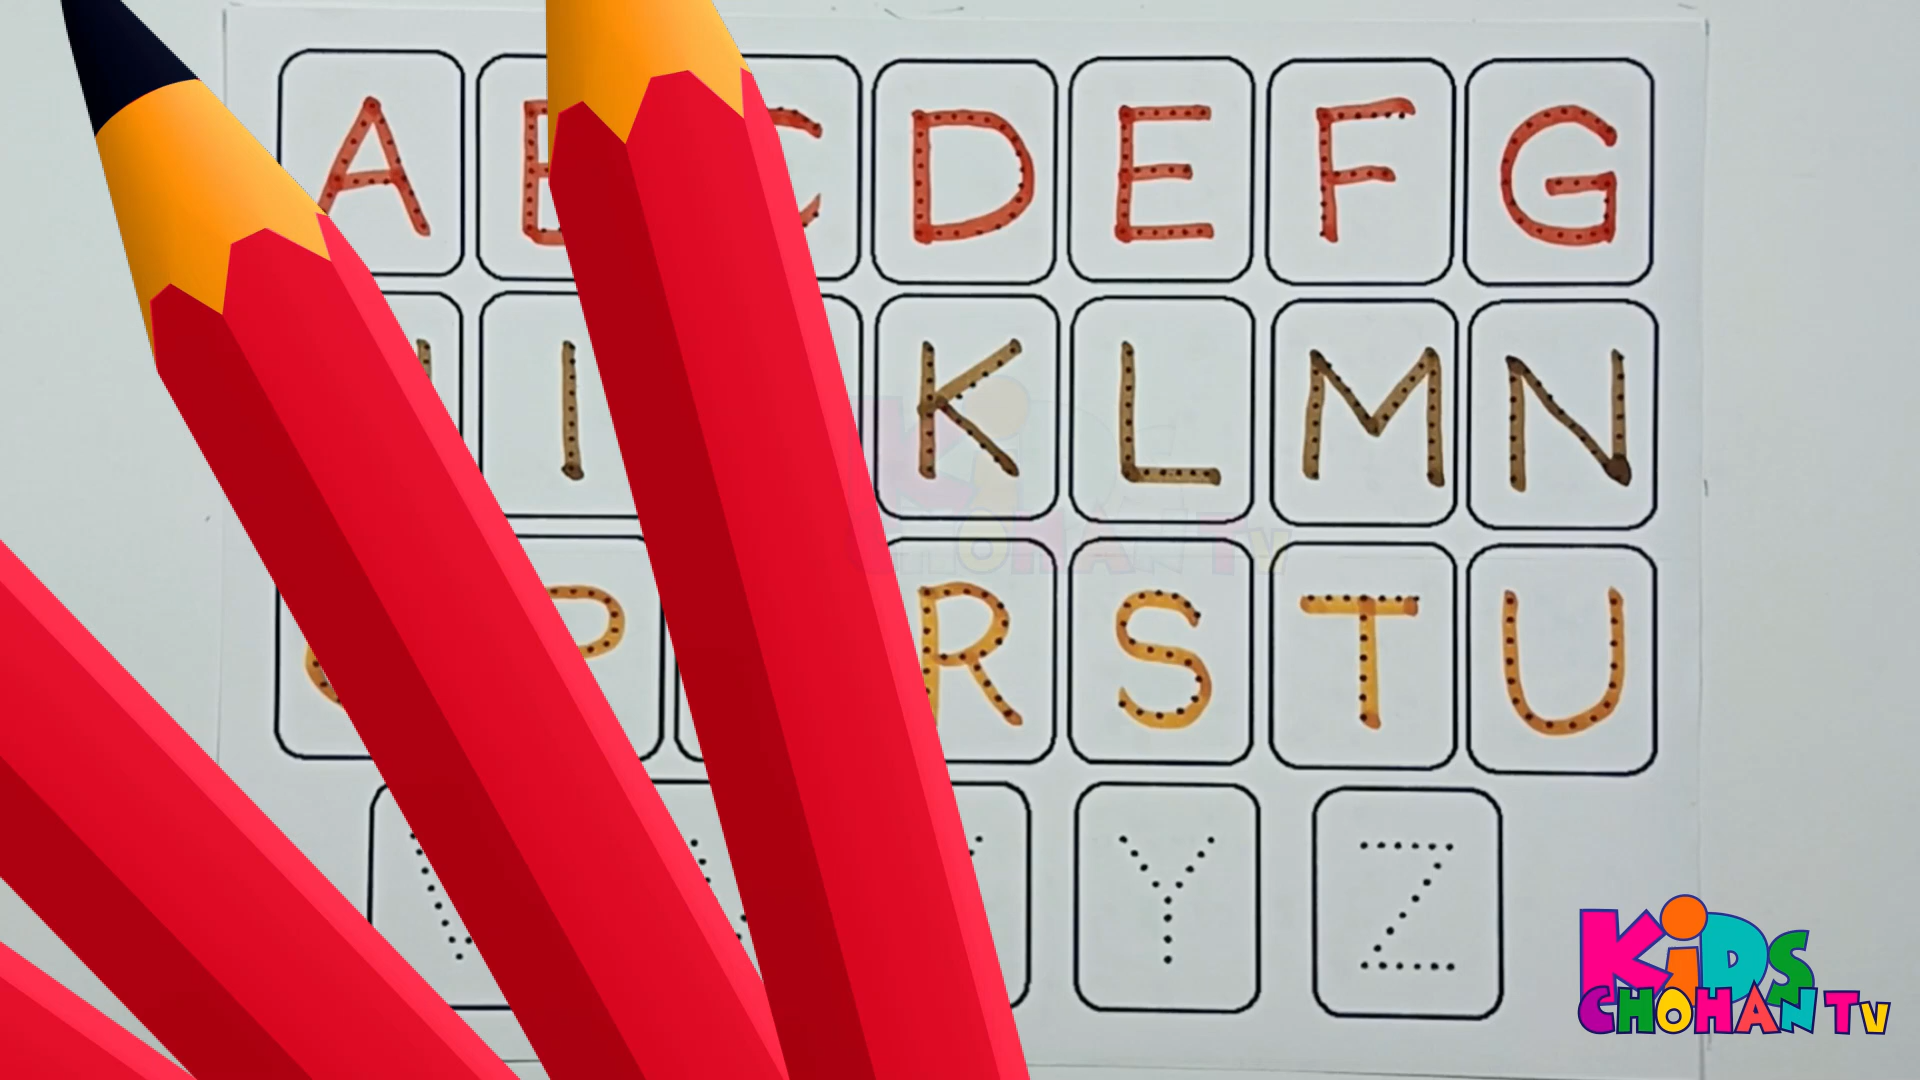 A B C D E F G
I K L M N
P R S T U
V Y Z
KiDS
CHOHAN TV